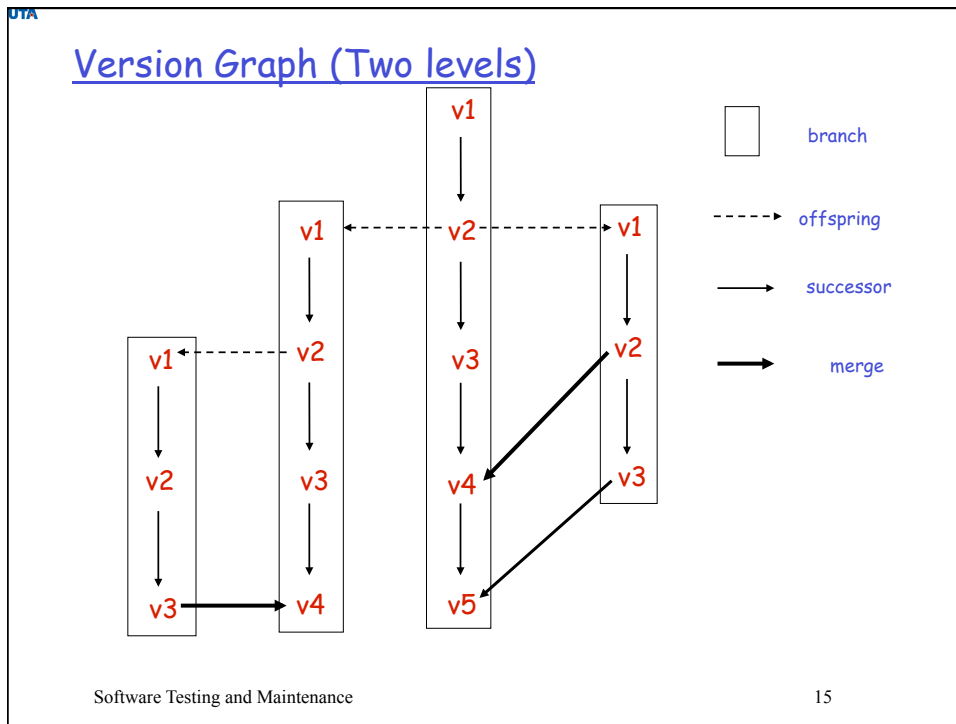 UTA
Version Graph (Two levels)
v1
branch
v1
v2
v1
offspring
successor
v1
v2
v3
v2
merge
v2
v3
v4
v3
v3
v4
v5
Software Testing and Maintenance
15